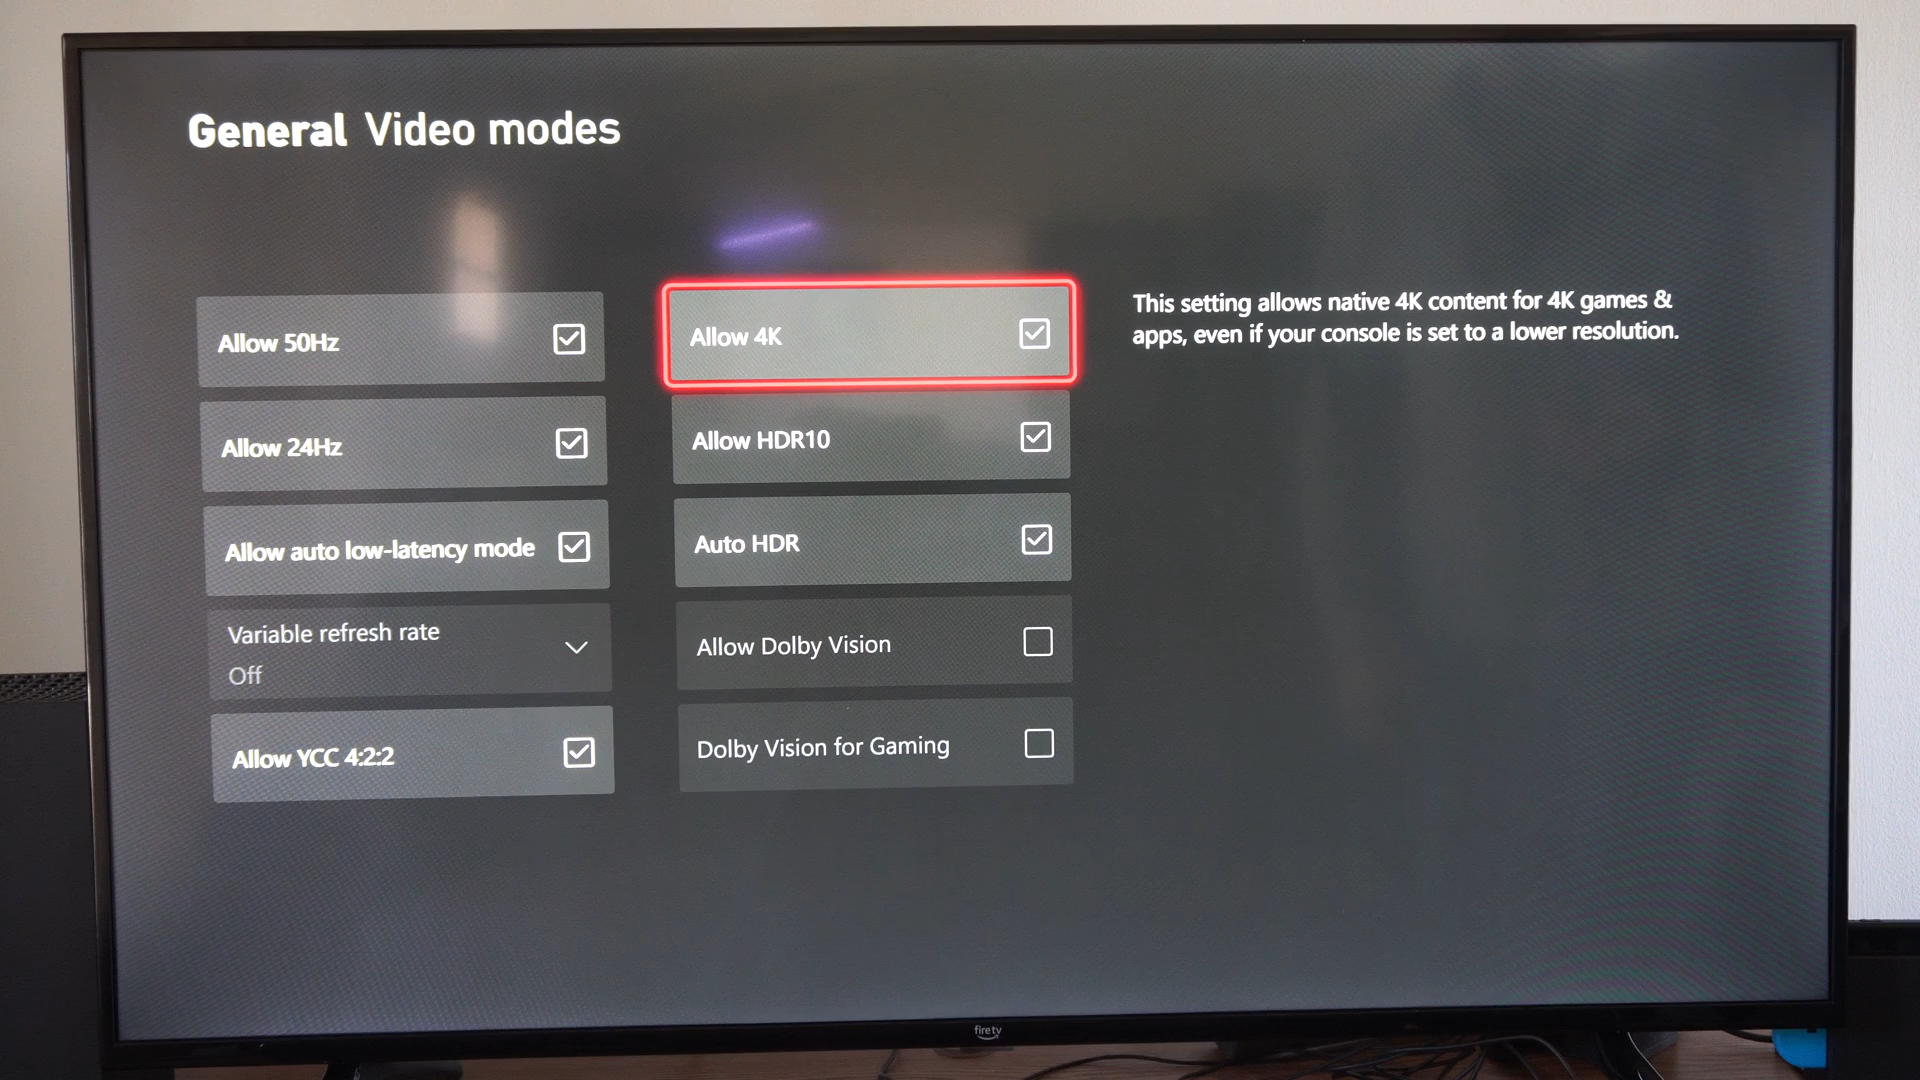 General Video modes
Allow 50Hz
Allow 24Hz
Allow auto low-latency mode
Variable refresh rate
Off
Allow YCC 4:2:2
Allow 4K
Allow HDR10
Auto HDR
Allow Dolby Vision
Dolby Vision for Gaming
This setting allows native 4K content for 4K games &
apps, even if your console is set to a lower resolution.
firetv